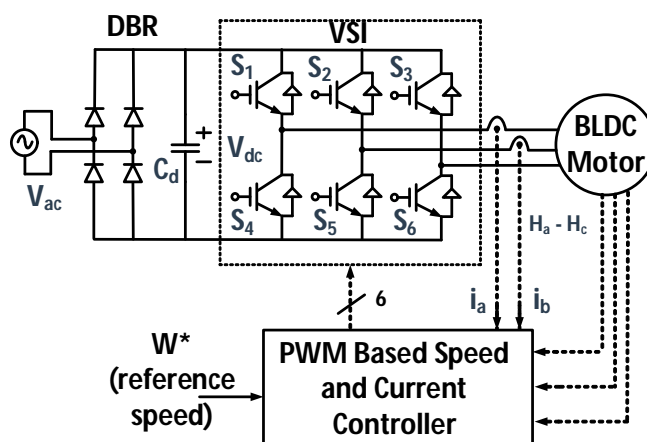 DBR
VSI
S1
S2
S3
BLDC
Motor
+
Vdc
Cd
−
Vac
S4
S5
S6
Ha - Hc
6
ia
ib
W*
(reference
speed)
PWM Based Speed
and Current
Controller